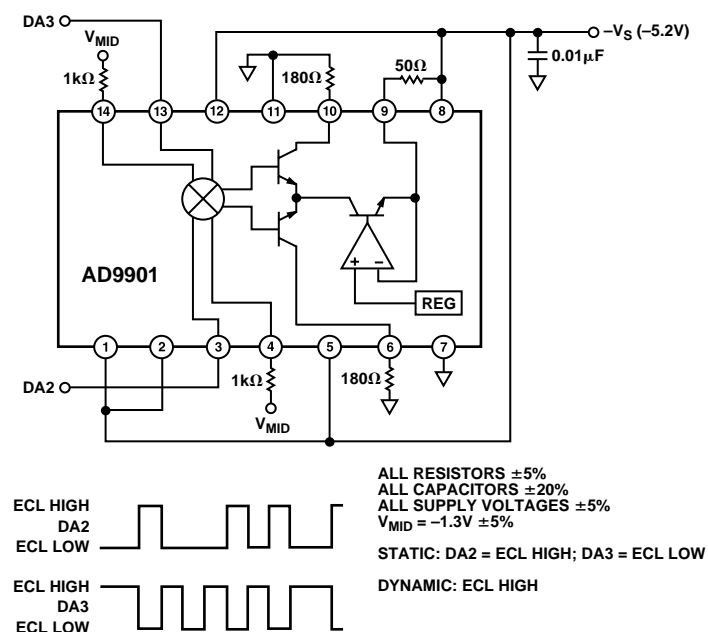 DA3
V_MID
–V_S (–5.2V)
1kΩ
180Ω
50Ω
0.01μF
14 13 12 11 10 9 8
AD9901
+ –
REG
1 2 3 4 5 6 7
DA2
1kΩ
180Ω
V_MID
ALL RESISTORS ±5%
ALL CAPACITORS ±20%
ALL SUPPLY VOLTAGES ±5%
V_MID = –1.3V ±5%
STATIC: DA2 = ECL HIGH; DA3 = ECL LOW
DYNAMIC: ECL HIGH
ECL HIGH
DA2
ECL LOW
ECL HIGH
DA3
ECL LOW